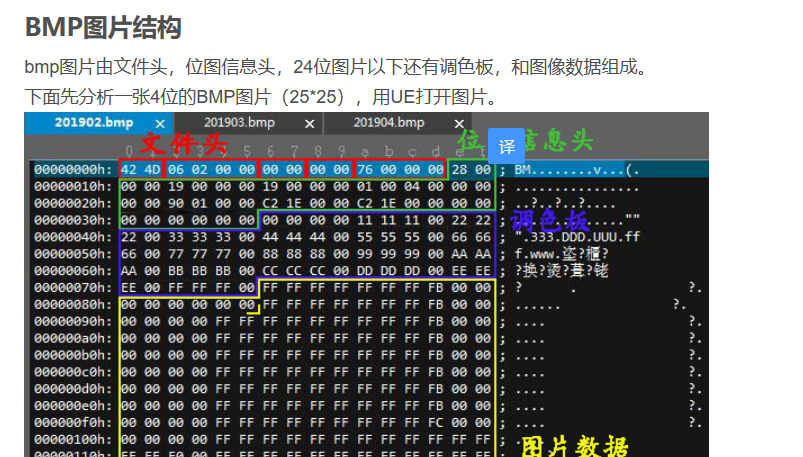 BMP图片结构
bmp图片由文件头，位图信息头，24位图片以下还有调色板，和图像数据组成。
下面先分析一张4位的BMP图片（25*25），用UE打开图片。
201902.bmp × 201903.bmp × 201904.bmp ×
文件头 位 译 信息头
00000000h: 42 4D 06 02 00 00 00 00 00 00 76 00 00 00 28 00 ; BM........v...(.
00000010h: 00 00 19 00 00 00 19 00 00 00 01 00 04 00 00 00 ; ................
00000020h: 00 00 90 01 00 00 C2 1E 00 00 C2 1E 00 00 00 00 ; ..?..?..?....
00000030h: 00 00 00 00 00 00 00 00 00 00 11 11 11 00 22 22 ; ..............""
调色板
00000040h: 22 00 33 33 33 00 44 44 44 00 55 55 55 00 66 66 ; ".333.DDD.UUU.ff
00000050h: 66 00 77 77 77 00 88 88 88 00 99 99 99 00 AA AA ; f.www.
00000060h: AA 00 BB BB BB 00 CC CC CC 00 DD DD DD 00 EE EE ; ?换?烫?葺?铑
00000070h: EE 00 FF FF FF 00 FF FF FF FF FF FF FF FB 00 00 ; ? . ?.
00000080h: 00 00 00 00 00 00 FF FF FF FF FF FF FF FB 00 00 ; ...... ?.
00000090h: 00 00 00 00 FF FF FF FF FF FF FF FF FF FB 00 00 ; .... ?.
000000a0h: 00 00 00 00 FF FF FF FF FF FF FF FF FF FB 00 00 ; .... ?.
000000b0h: 00 00 00 00 FF FF FF FF FF FF FF FF FF FB 00 00 ; .... ?.
000000c0h: 00 00 00 00 FF FF FF FF FF FF FF FF FF FB 00 00 ; .... ?.
000000d0h: 00 00 00 00 FF FF FF FF FF FF FF FF FF FB 00 00 ; .... ?.
000000e0h: 00 00 00 00 FF FF FF FF FF FF FF FF FF FB 00 00 ; .... ?.
000000f0h: 00 00 00 00 FF FF FF FF FF FF FF FF FF FC 00 00 ; .... ?.
00000100h: 00 00 00 00 FF FF FF FF FF FF FF FF FF FF FF FF ;
图片数据